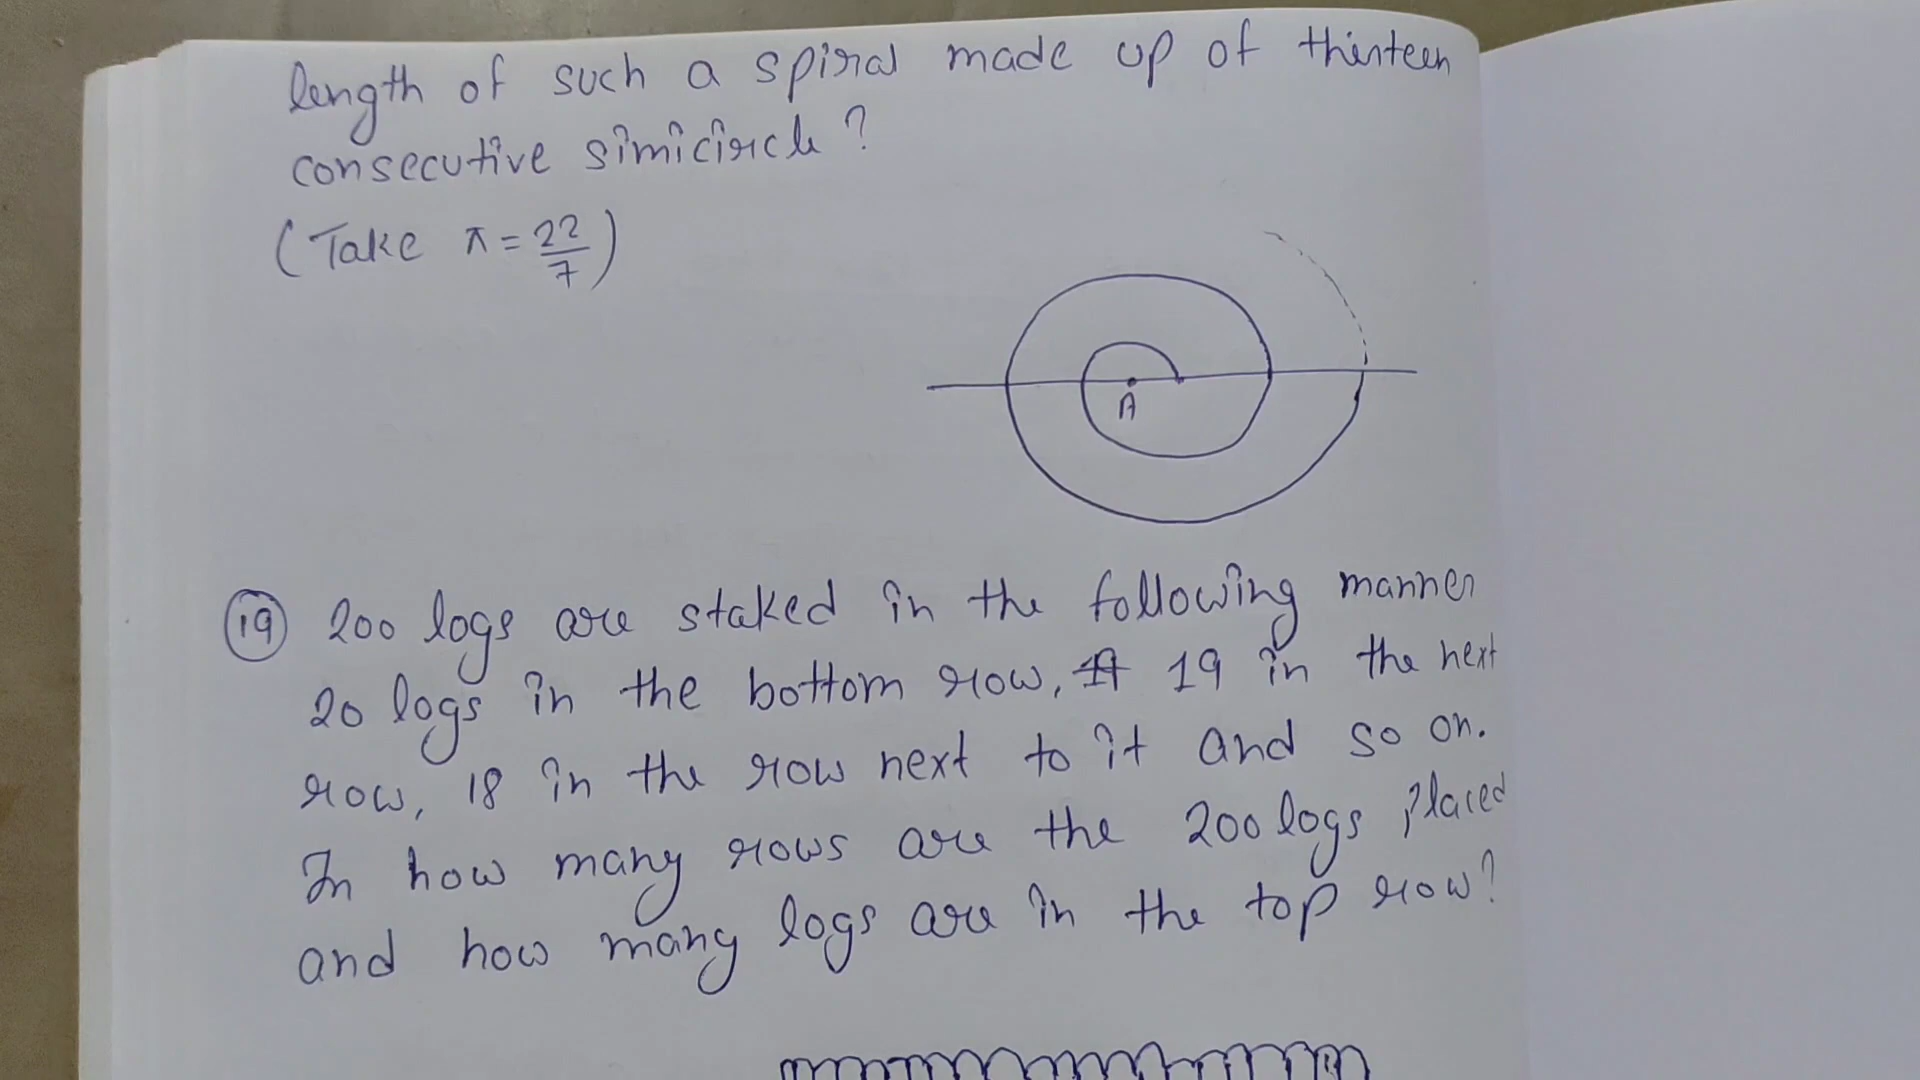 length of such a spiral made up of thirteen
consecutive simicircle?
(Take π = 22/7)
A
(19) 200 logs are staked in the following manner
20 logs in the bottom row, 19 in the next
row, 18 in the row next to it and so on.
In how many rows are the 200 logs placed
and how many logs are in the top row?